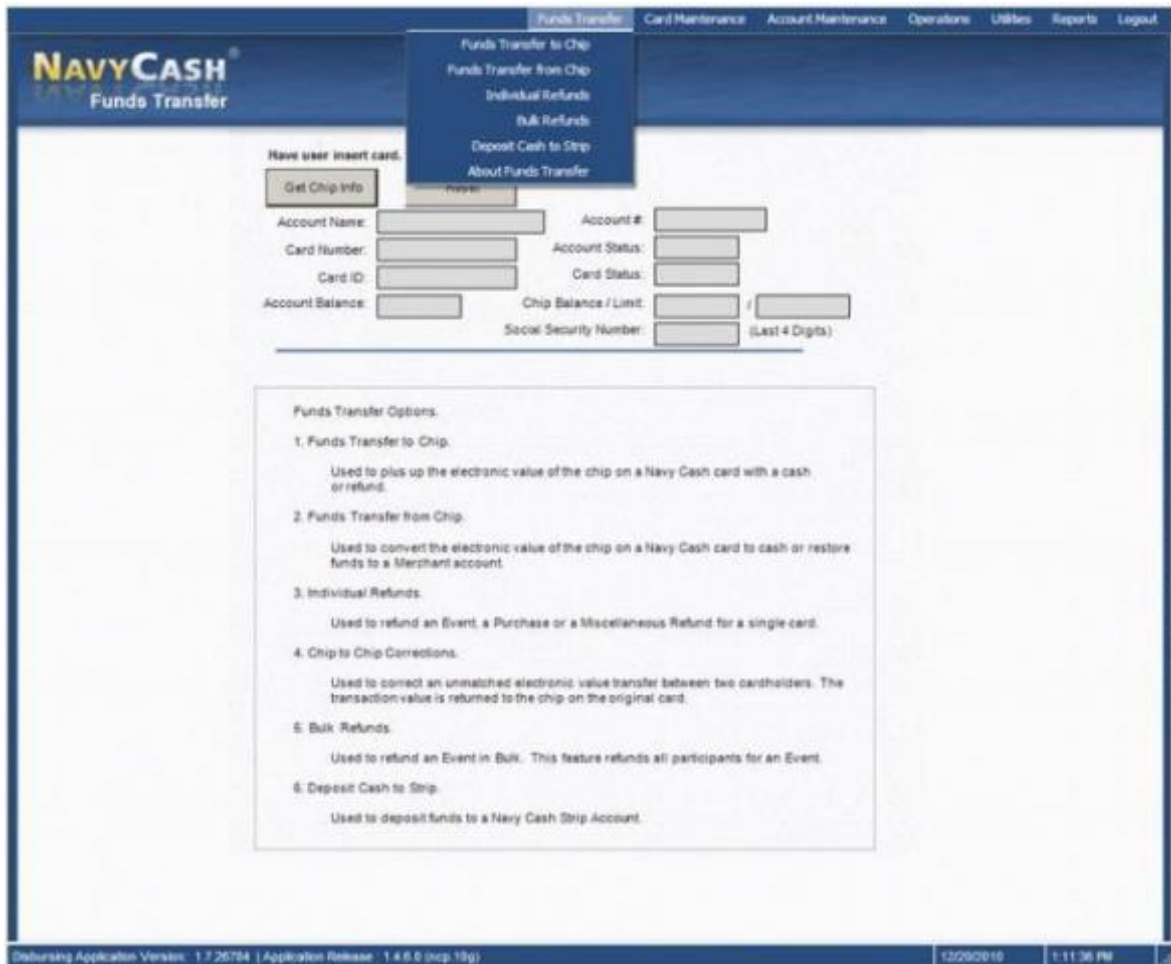 Funds Transfer Card Maintenance Account Maintenance Operations Utilities Reports Logout
Funds Transfer to Chip
Funds Transfer from Chip
Individual Refunds
Bulk Refunds
Deposit Cash to Strip
About Funds Transfer
NAVYCASH®
Funds Transfer
Have user insert card.
Get Chip Info
Account Name: Account #:
Card Number: Account Status:
Card ID: Card Status:
Account Balance: Chip Balance / Limit: /
Social Security Number: (Last 4 Digits)
Funds Transfer Options.
1. Funds Transfer to Chip.
Used to plus up the electronic value of the chip on a Navy Cash card with a cash
or refund.
2. Funds Transfer from Chip.
Used to convert the electronic value of the chip on a Navy Cash card to cash or restore
funds to a Merchant account.
3. Individual Refunds.
Used to refund an Event, a Purchase or a Miscellaneous Refund for a single card.
4. Chip to Chip Corrections.
Used to correct an unmatched electronic value transfer between two cardholders. The
transaction value is returned to the chip on the original card.
5. Bulk Refunds.
Used to refund an Event in Bulk. This feature refunds all participants for an Event.
6. Deposit Cash to Strip.
Used to deposit funds to a Navy Cash Strip Account.
Disbursing Application Version: 1.7.26784 | Application Release: 1.4.6.0 (ncp.10g) 12/20/2010 1:11:36 PM